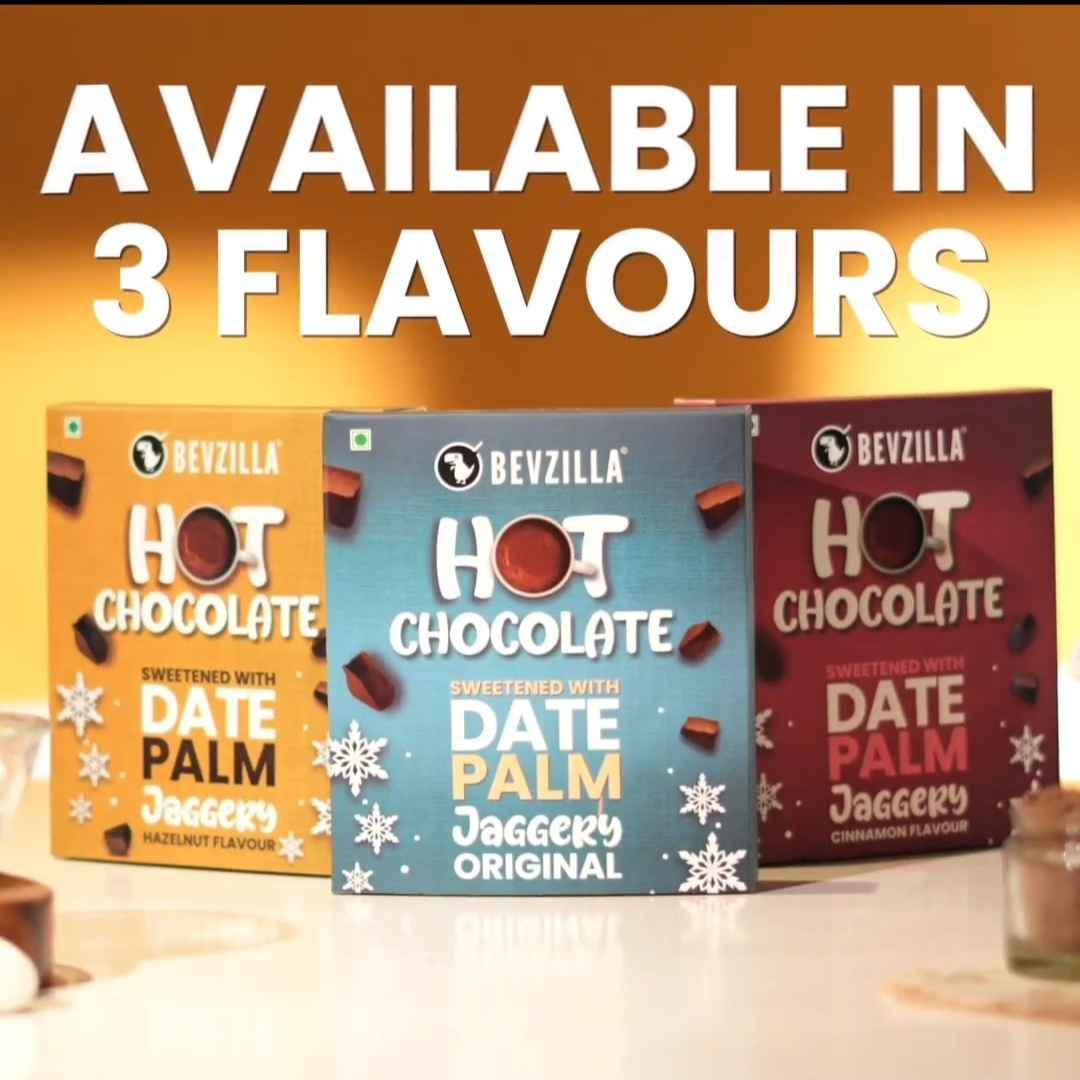 AVAILABLE IN
3 FLAVOURS
BEVZILLA
HOT
CHOCOLATE
SWEETENED WITH
DATE
PALM
Jaggery
HAZELNUT FLAVOUR
BEVZILLA®
HOT
CHOCOLATE
SWEETENED WITH
DATE
PALM
Jaggery
ORIGINAL
BEVZILLA
HOT
CHOCOLATE
SWEETENED WITH
DATE
PALM
Jaggery
CINNAMON FLAVOUR